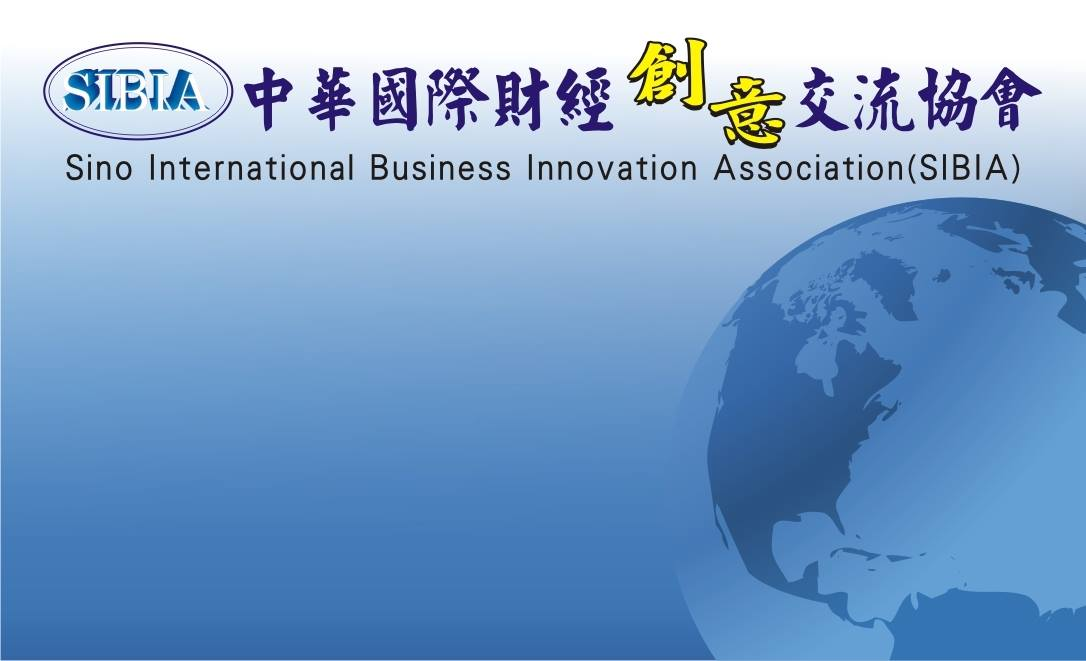 SIBIA 中華國際財經創意交流協會
Sino International Business Innovation Association(SIBIA)